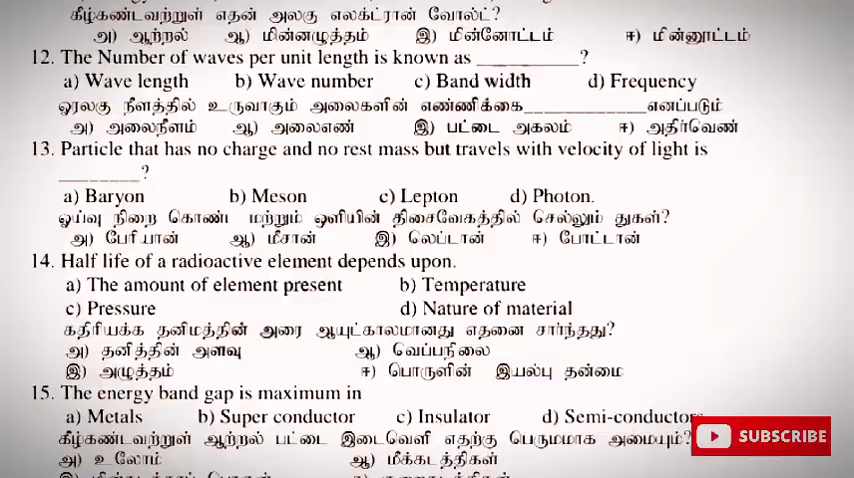 கீழ்கண்டவற்றுள் எதன் அலகு எலக்ட்ரான் வோல்ட்?
அ) ஆற்றல் ஆ) மின்னழுத்தம் இ) மின்னோட்டம் ஈ) மின்னூட்டம்
12. The Number of waves per unit length is known as __________?
a) Wave length b) Wave number c) Band width d) Frequency
ஓரலகு நீளத்தில் உருவாகும் அலைகளின் எண்ணிக்கை____________எனப்படும்
அ) அலைநீளம் ஆ) அலைஎண் இ) பட்டை அகலம் ஈ) அதிர்வெண்
13. Particle that has no charge and no rest mass but travels with velocity of light is
________?
a) Baryon b) Meson c) Lepton d) Photon.
ஓய்வு நிறை கொண்ட மற்றும் ஒளியின் திசைவேகத்தில் செல்லும் துகள்?
அ) பேரியான் ஆ) மீசான் இ) லெப்டான் ஈ) போட்டான்
14. Half life of a radioactive element depends upon.
a) The amount of element present b) Temperature
c) Pressure d) Nature of material
கதிரியக்க தனிமத்தின் அரை ஆயுட்காலமானது எதனை சார்ந்தது?
அ) தனித்தின் அளவு ஆ) வெப்பநிலை
இ) அழுத்தம் ஈ) பொருளின் இயல்பு தன்மை
15. The energy band gap is maximum in
a) Metals b) Super conductor c) Insulator d) Semi-conductors
கீழ்கண்டவற்றுள் ஆற்றல் பட்டை இடைவெளி எதற்கு பெருமமாக அமையும்?
SUBSCRIBE
அ) உலோம் ஆ) மீக்கடத்திகள்